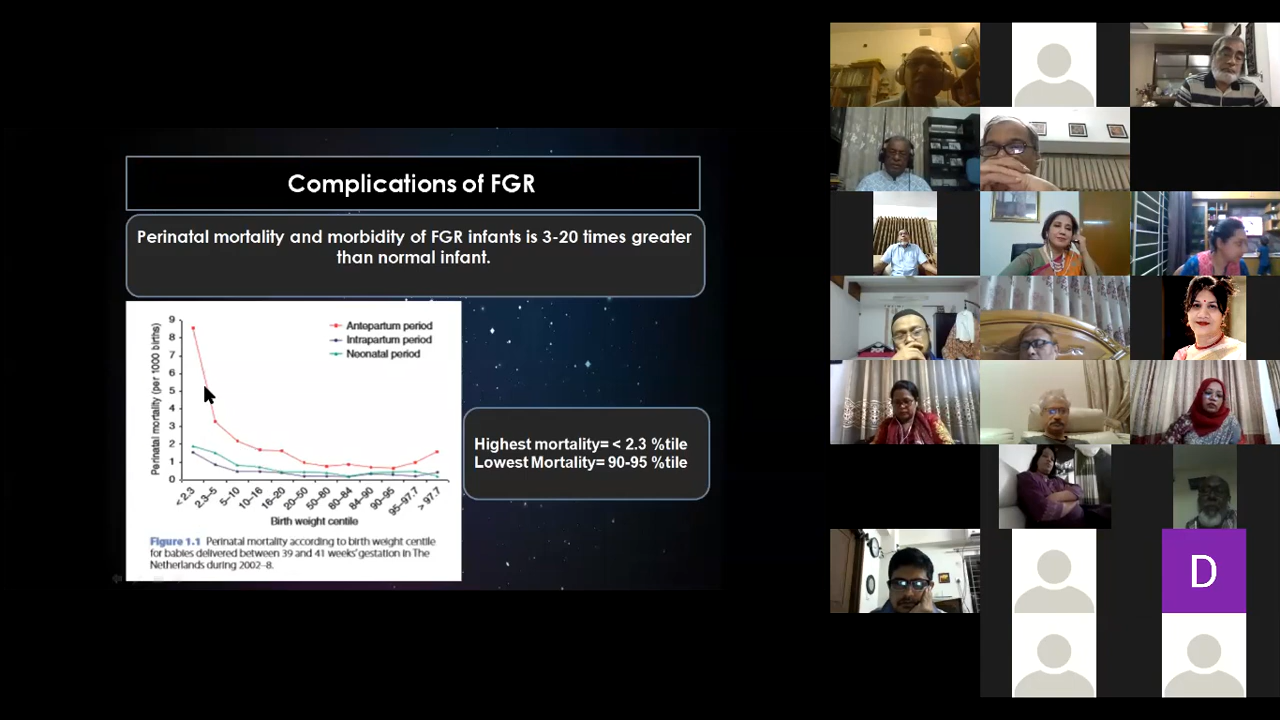 Complications of FGR
Perinatal mortality and morbidity of FGR infants is 3-20 times greater
than normal infant.
9
8
7
6
5
4
3
2
1
0
Perinatal mortality (per 1000 births)
Antepartum period
Intrapartum period
Neonatal period
< 2.3
2.3–5
5–10
10–16
16–20
20–50
50–80
80–84
84–90
90–95
95–97.7
> 97.7
Birth weight centile
Figure 1.1 Perinatal mortality according to birth weight centile
for babies delivered between 39 and 41 weeks' gestation in The
Netherlands during 2002–8.
Highest mortality= < 2.3 %tile
Lowest Mortality= 90-95 %tile
D